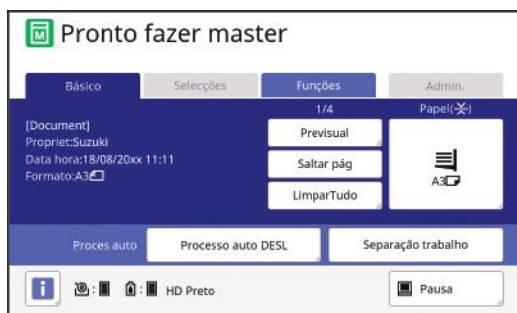 Pronto fazer master
Básico
Selecções
Funções
Admin.
[Document]
Propriet:Suzuki
Data hora:18/08/20xx 11:11
Formato:A3
1/4
Previsual
Saltar pág
LimparTudo
Papel( )
A3
Proces auto
Processo auto DESL
Separação trabalho
i
: : HD Preto
Pausa